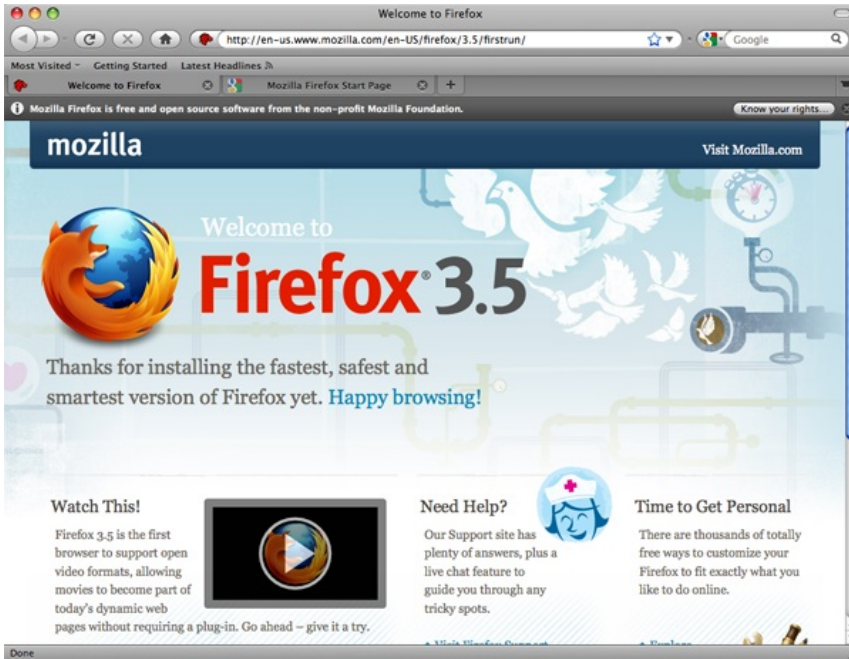 Welcome to Firefox
http://en-us.www.mozilla.com/en-US/firefox/3.5/firstrun/
Google
Most Visited
Getting Started
Latest Headlines
Welcome to Firefox
Mozilla Firefox Start Page
Mozilla Firefox is free and open source software from the non-profit Mozilla Foundation.
Know your rights...
mozilla
Visit Mozilla.com
Welcome to
Firefox® 3.5
Thanks for installing the fastest, safest and
smartest version of Firefox yet. Happy browsing!
Watch This!
Firefox 3.5 is the first
browser to support open
video formats, allowing
movies to become part of
today's dynamic web
pages without requiring a plug-in. Go ahead – give it a try.
Need Help?
Our Support site has
plenty of answers, plus a
live chat feature to
guide you through any
tricky spots.
Visit Firefox Support
Time to Get Personal
There are thousands of totally
free ways to customize your
Firefox to fit exactly what you
like to do online.
Explore
Done